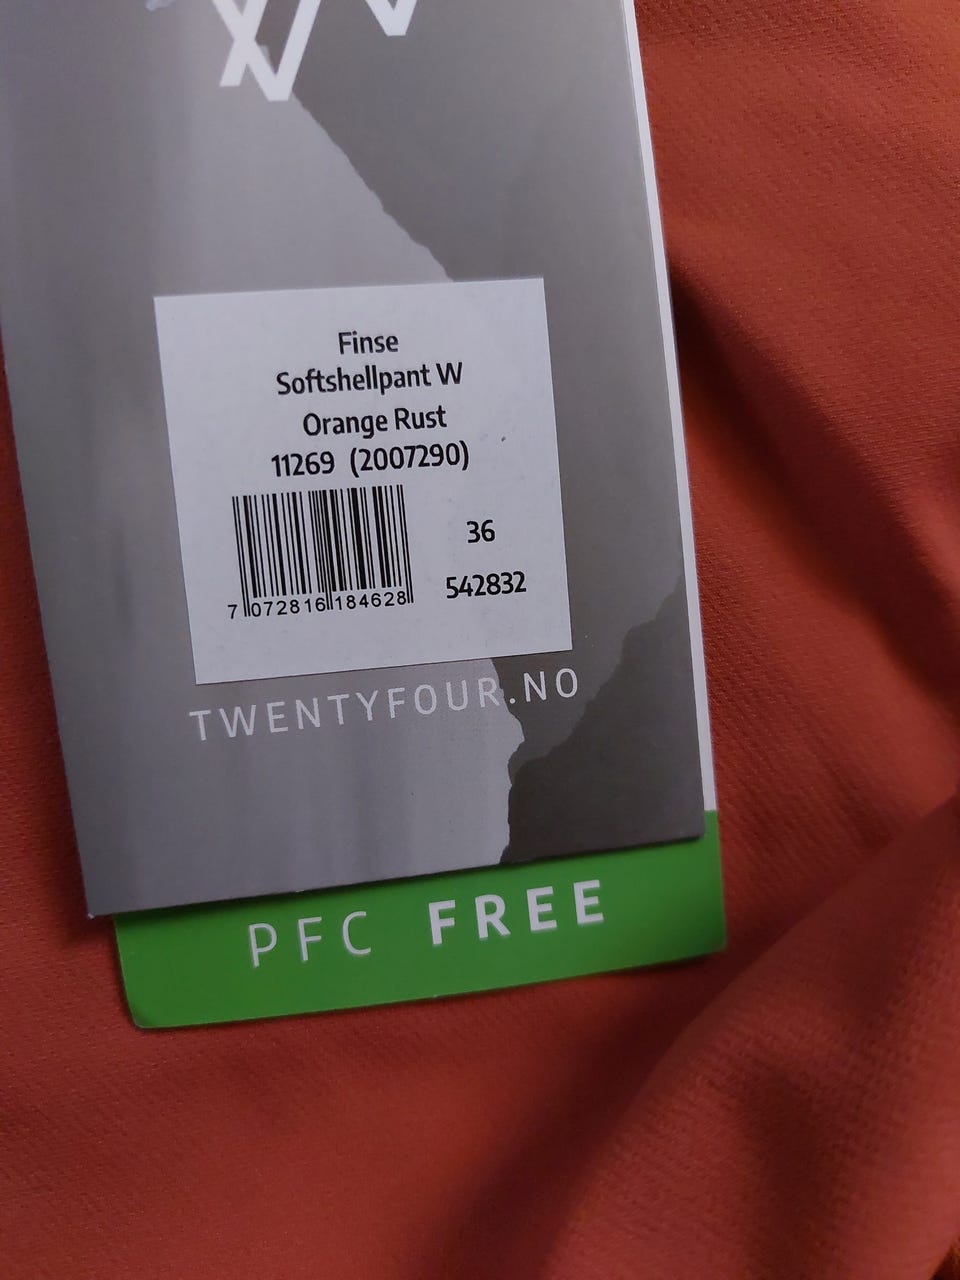 Finse
Softshellpant W
Orange Rust
11269 (2007290)
36
542832
7 072816 184628
TWENTYFOUR.NO
PFC FREE